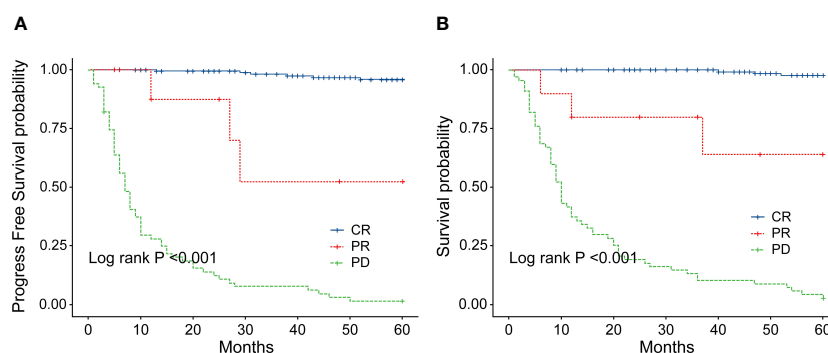 A
Progress Free Survival probability
1.00
0.75
0.50
0.25
0.00
CR
PR
PD
Log rank P <0.001
0 10 20 30 40 50 60
Months
B
Survival probability
1.00
0.75
0.50
0.25
0.00
CR
PR
PD
Log rank P <0.001
0 10 20 30 40 50 60
Months